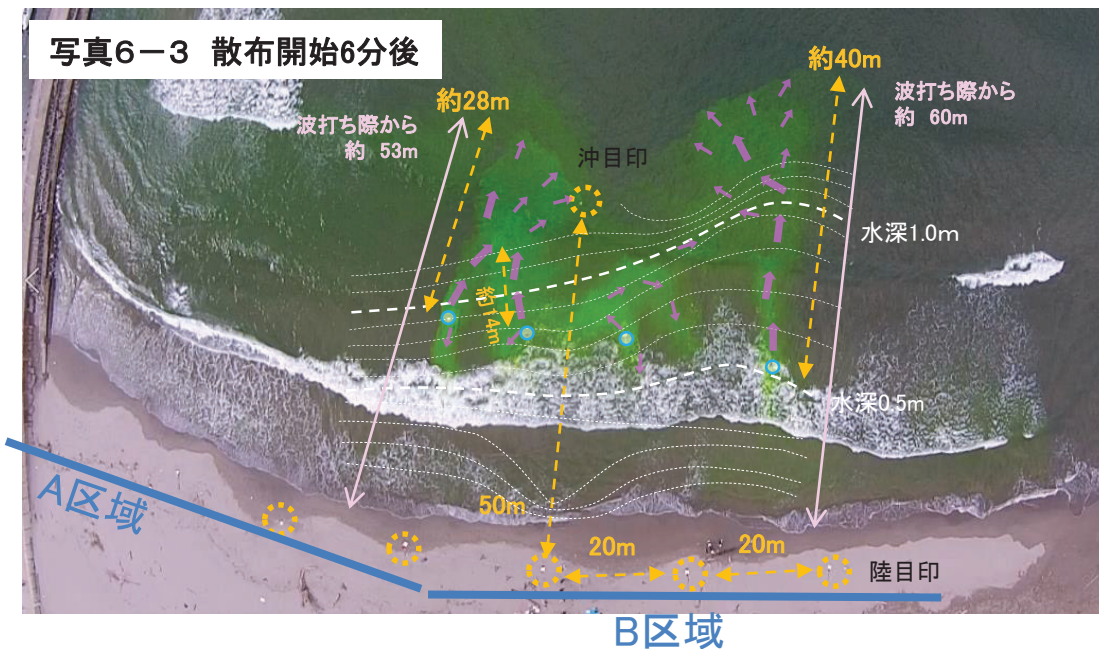 写真6－3 散布開始6分後
約28m
波打ち際から
約 53m
沖目印
約40m
波打ち際から
約 60m
水深1.0m
約14m
水深0.5m
50m
20m
20m
陸目印
A区域
B区域